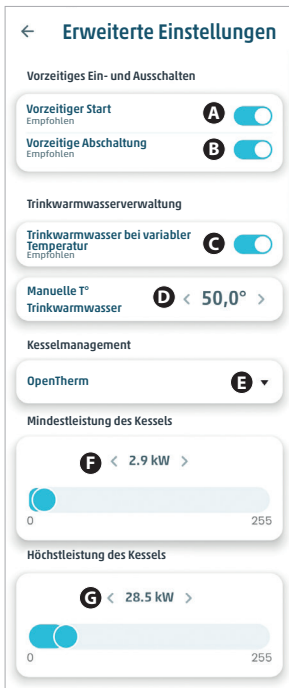 ← Erweiterte Einstellungen
Vorzeitiges Ein- und Ausschalten
Vorzeitiger Start
Empfohlen
A
Vorzeitige Abschaltung
Empfohlen
B
Trinkwarmwasserverwaltung
Trinkwarmwasser bei variabler
Temperatur
Empfohlen
C
Manuelle T°
Trinkwarmwasser
D < 50,0° >
Kesselmanagement
OpenTherm E ▼
Mindestleistung des Kessels
F < 2.9 kW >
0 255
Höchstleistung des Kessels
G < 28.5 kW >
0 255